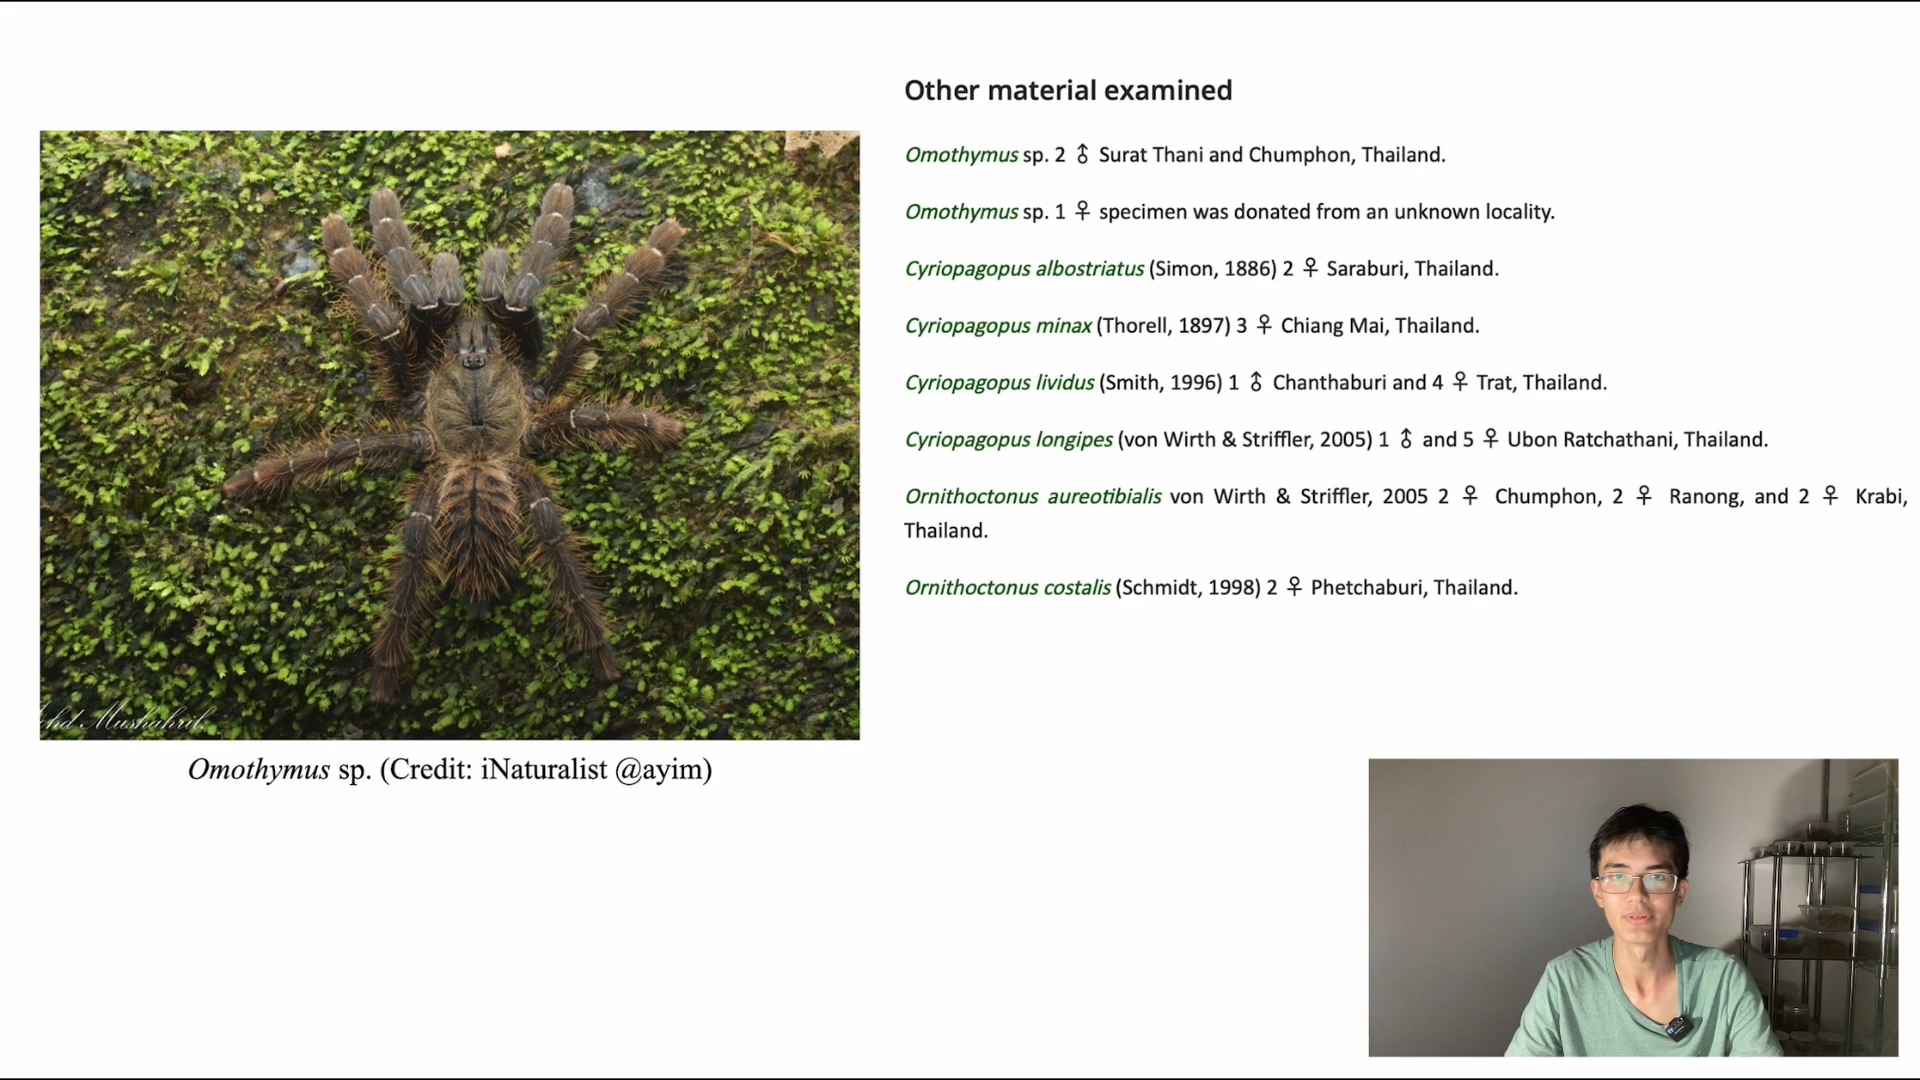 Other material examined
Omothymus sp. 2 ♂ Surat Thani and Chumphon, Thailand.
Omothymus sp. 1 ♀ specimen was donated from an unknown locality.
Cyriopagopus albostriatus (Simon, 1886) 2 ♀ Saraburi, Thailand.
Cyriopagopus minax (Thorell, 1897) 3 ♀ Chiang Mai, Thailand.
Cyriopagopus lividus (Smith, 1996) 1 ♂ Chanthaburi and 4 ♀ Trat, Thailand.
Cyriopagopus longipes (von Wirth & Striffler, 2005) 1 ♂ and 5 ♀ Ubon Ratchathani, Thailand.
Ornithoctonus aureotibialis von Wirth & Striffler, 2005 2 ♀ Chumphon, 2 ♀ Ranong, and 2 ♀ Krabi,
Thailand.
Ornithoctonus costalis (Schmidt, 1998) 2 ♀ Phetchaburi, Thailand.
hd Mushahril
Omothymus sp. (Credit: iNaturalist @ayim)